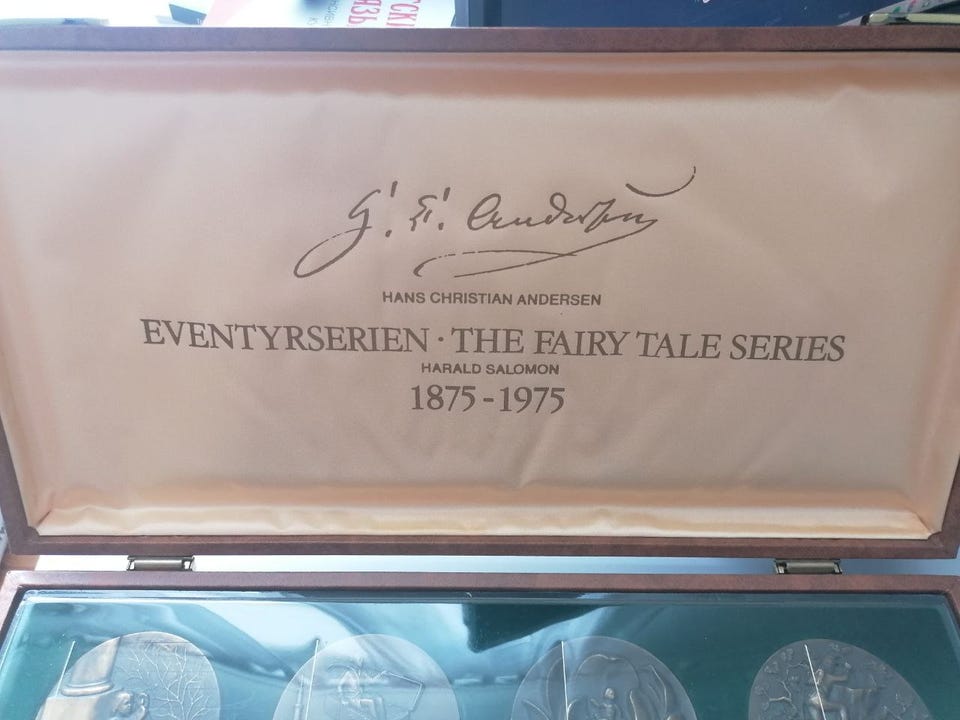 H. C. Andersen
HANS CHRISTIAN ANDERSEN
EVENTYRSERIEN · THE FAIRY TALE SERIES
HARALD SALOMON
1875-1975